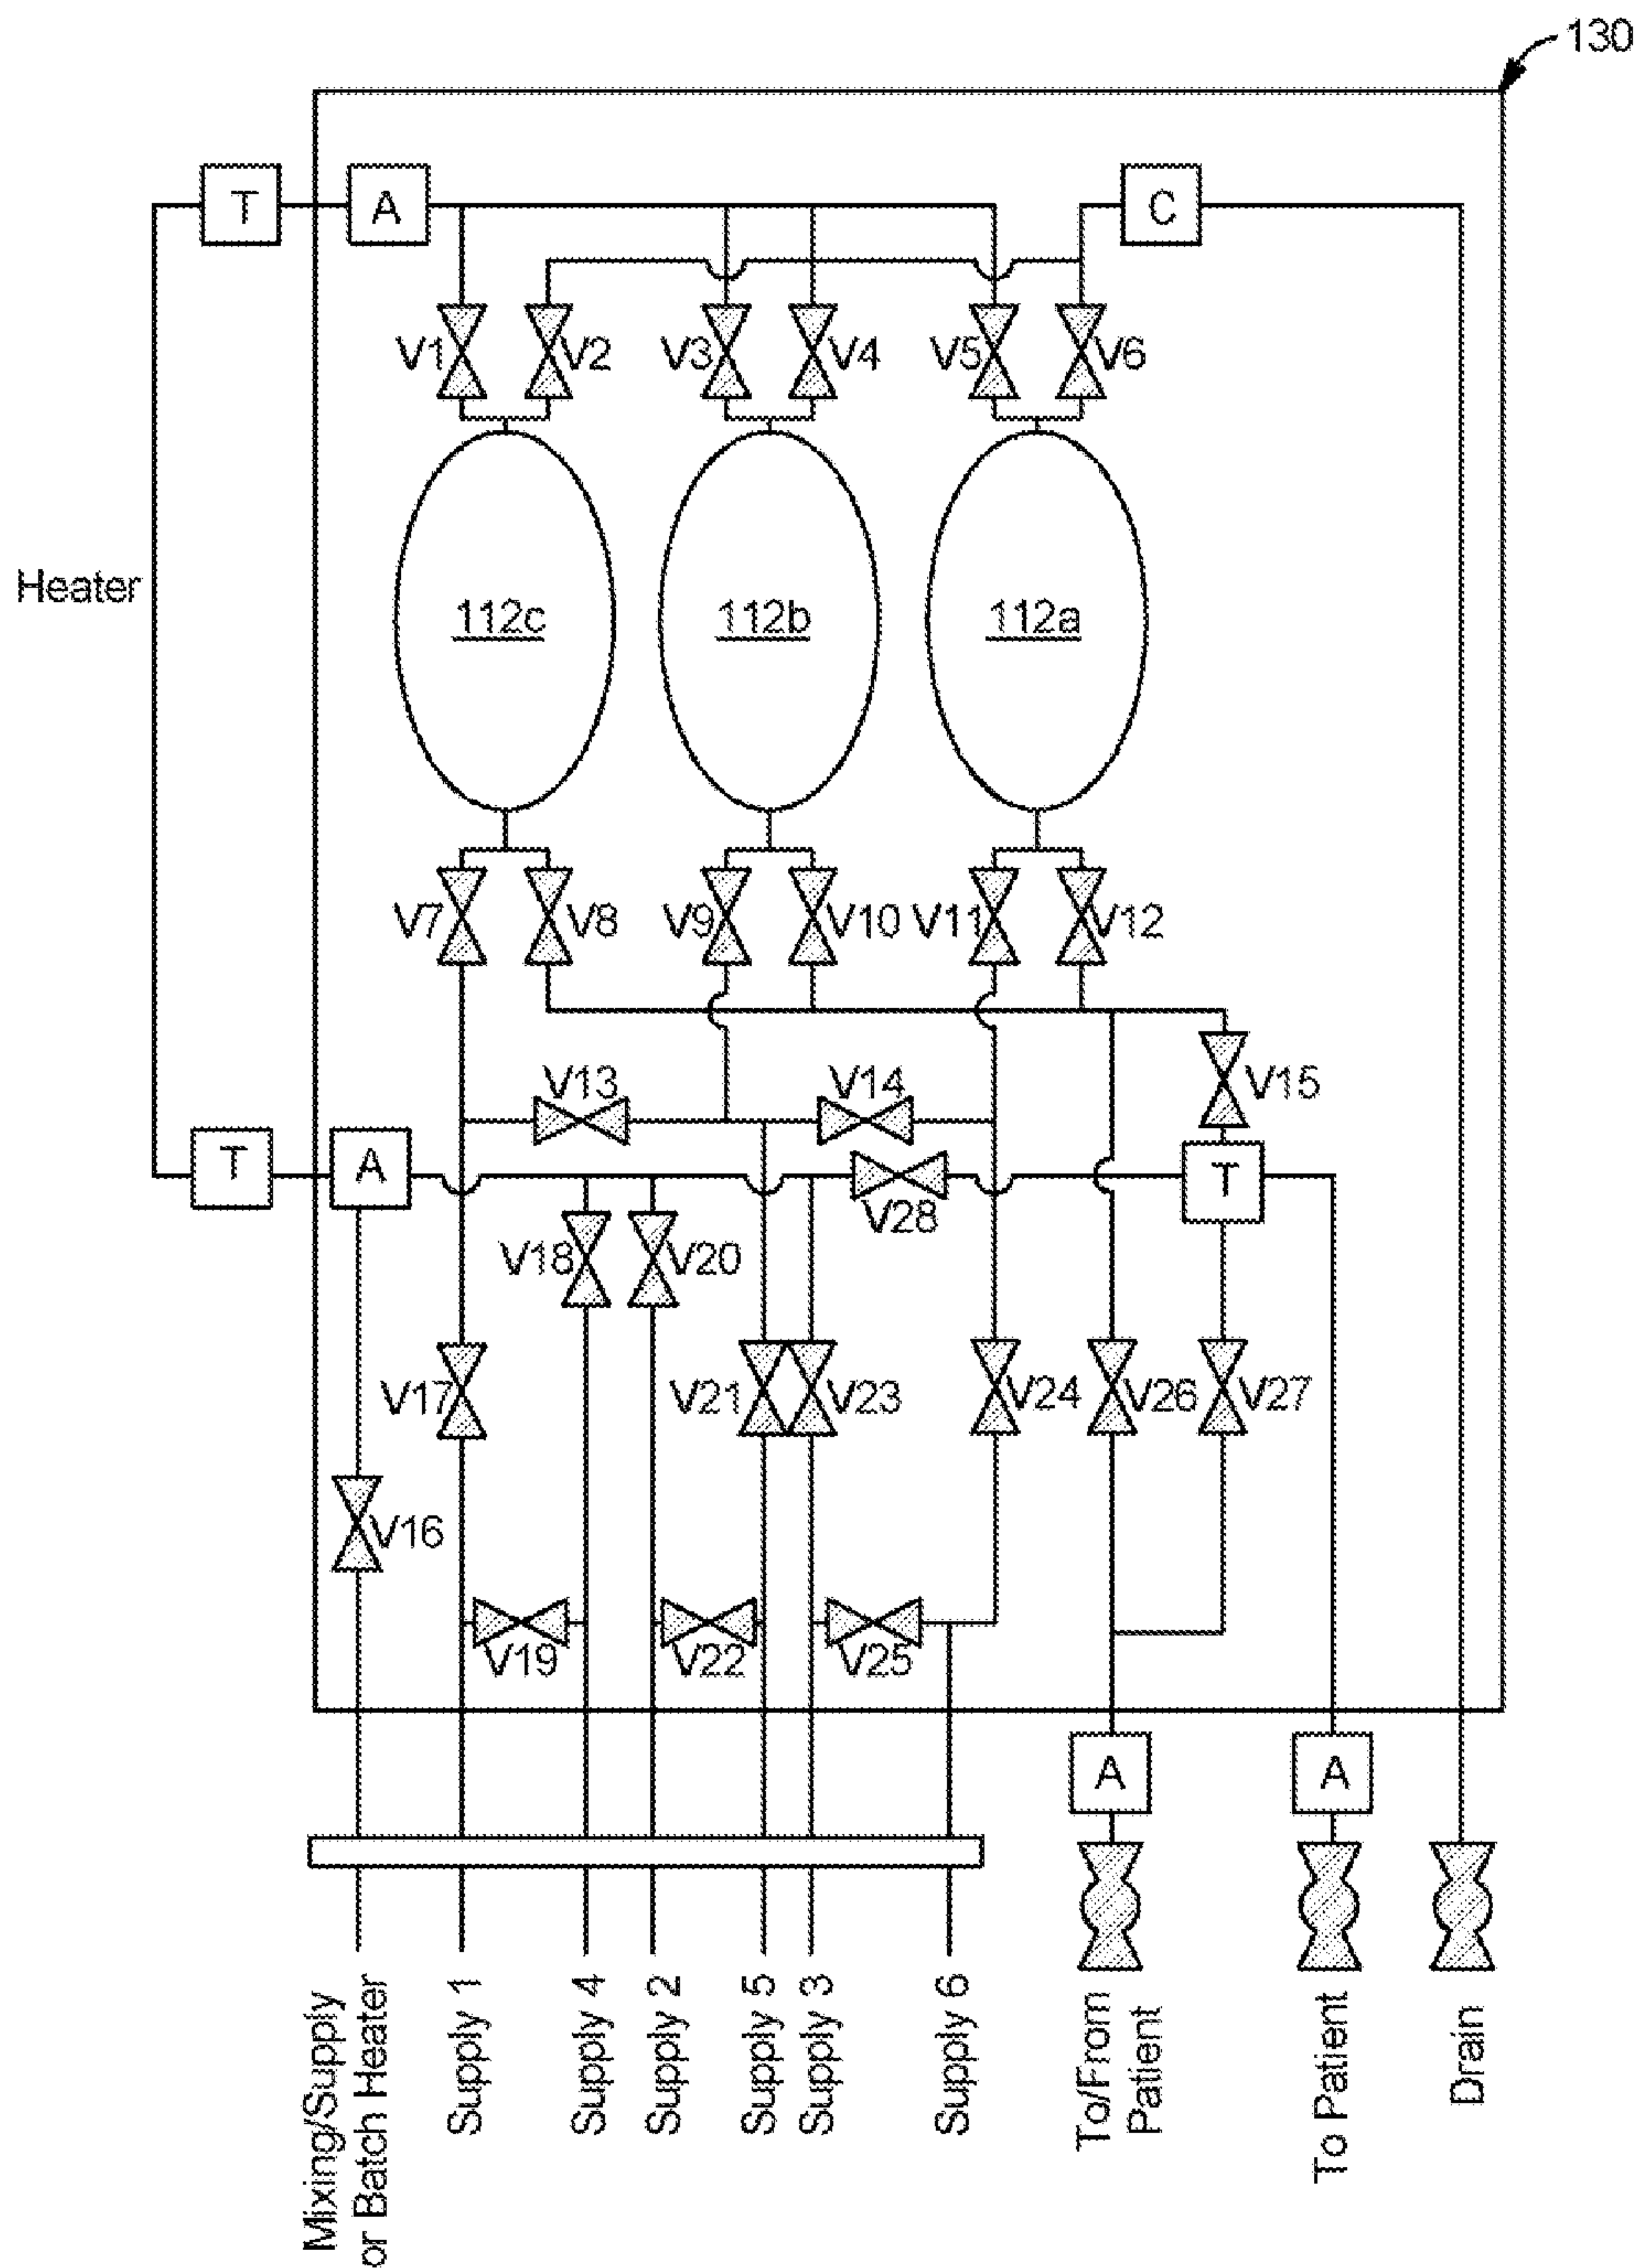 130
T
A
C
V1
V2
V3
V4
V5
V6
Heater
112c
112b
112a
V7
V8
V9
V10
V11
V12
V13
V14
V15
T
A
V28
T
V18
V20
V17
V21
V23
V24
V26
V27
V16
V19
V22
V25
A
A
Mixing/Supply
or Batch Heater
Supply 1
Supply 4
Supply 2
Supply 5
Supply 3
Supply 6
To/From
Patient
To Patient
Drain